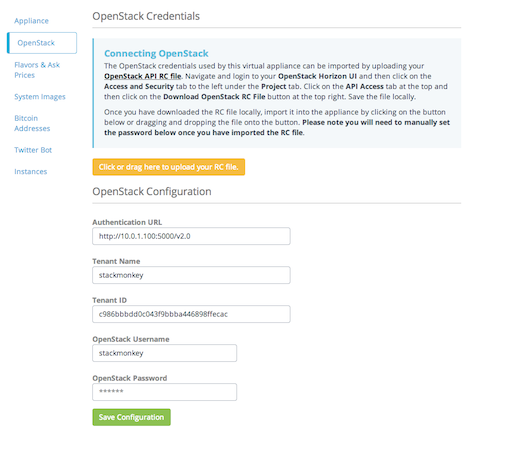 Appliance
OpenStack
Flavors & Ask
Prices
System Images
Bitcoin
Addresses
Twitter Bot
Instances
OpenStack Credentials
Connecting OpenStack
The OpenStack credentials used by this virtual appliance can be imported by uploading your
OpenStack API RC file. Navigate and login to your OpenStack Horizon UI and then click on the
Access and Security tab to the left under the Project tab. Click on the API Access tab at the top and
then click on the Download OpenStack RC File button at the top right. Save the file locally.
Once you have downloaded the RC file locally, import it into the appliance by clicking on the button
below or dragging and dropping the file onto the button. Please note you will need to manually set
the password below once you have imported the RC file.
Click or drag here to upload your RC file.
OpenStack Configuration
Authentication URL
http://10.0.1.100:5000/v2.0
Tenant Name
stackmonkey
Tenant ID
c986bbbdd0c043f9bbba446898ffecac
OpenStack Username
stackmonkey
OpenStack Password
******
Save Configuration